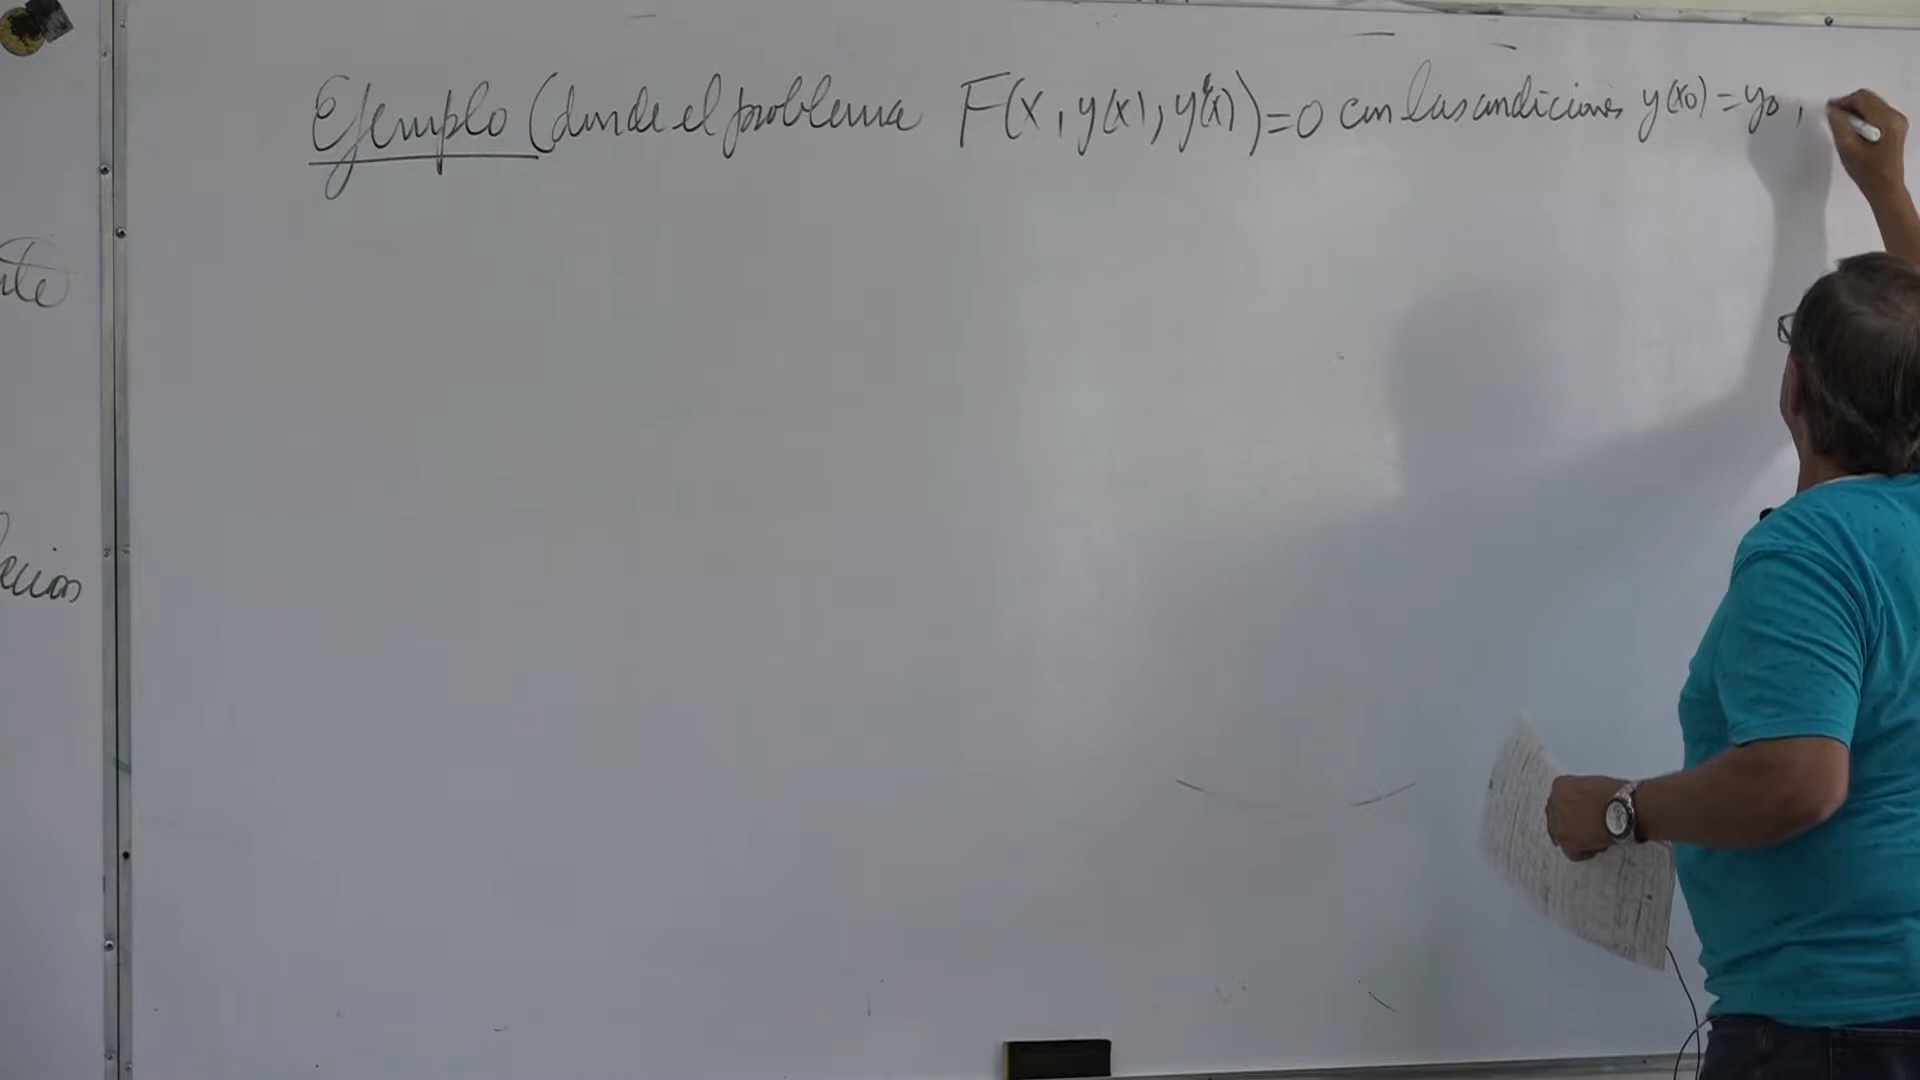 Ejemplo (donde el problema F(x, y(x), y'(x))=0 con las condiciones y(x0)=y0,